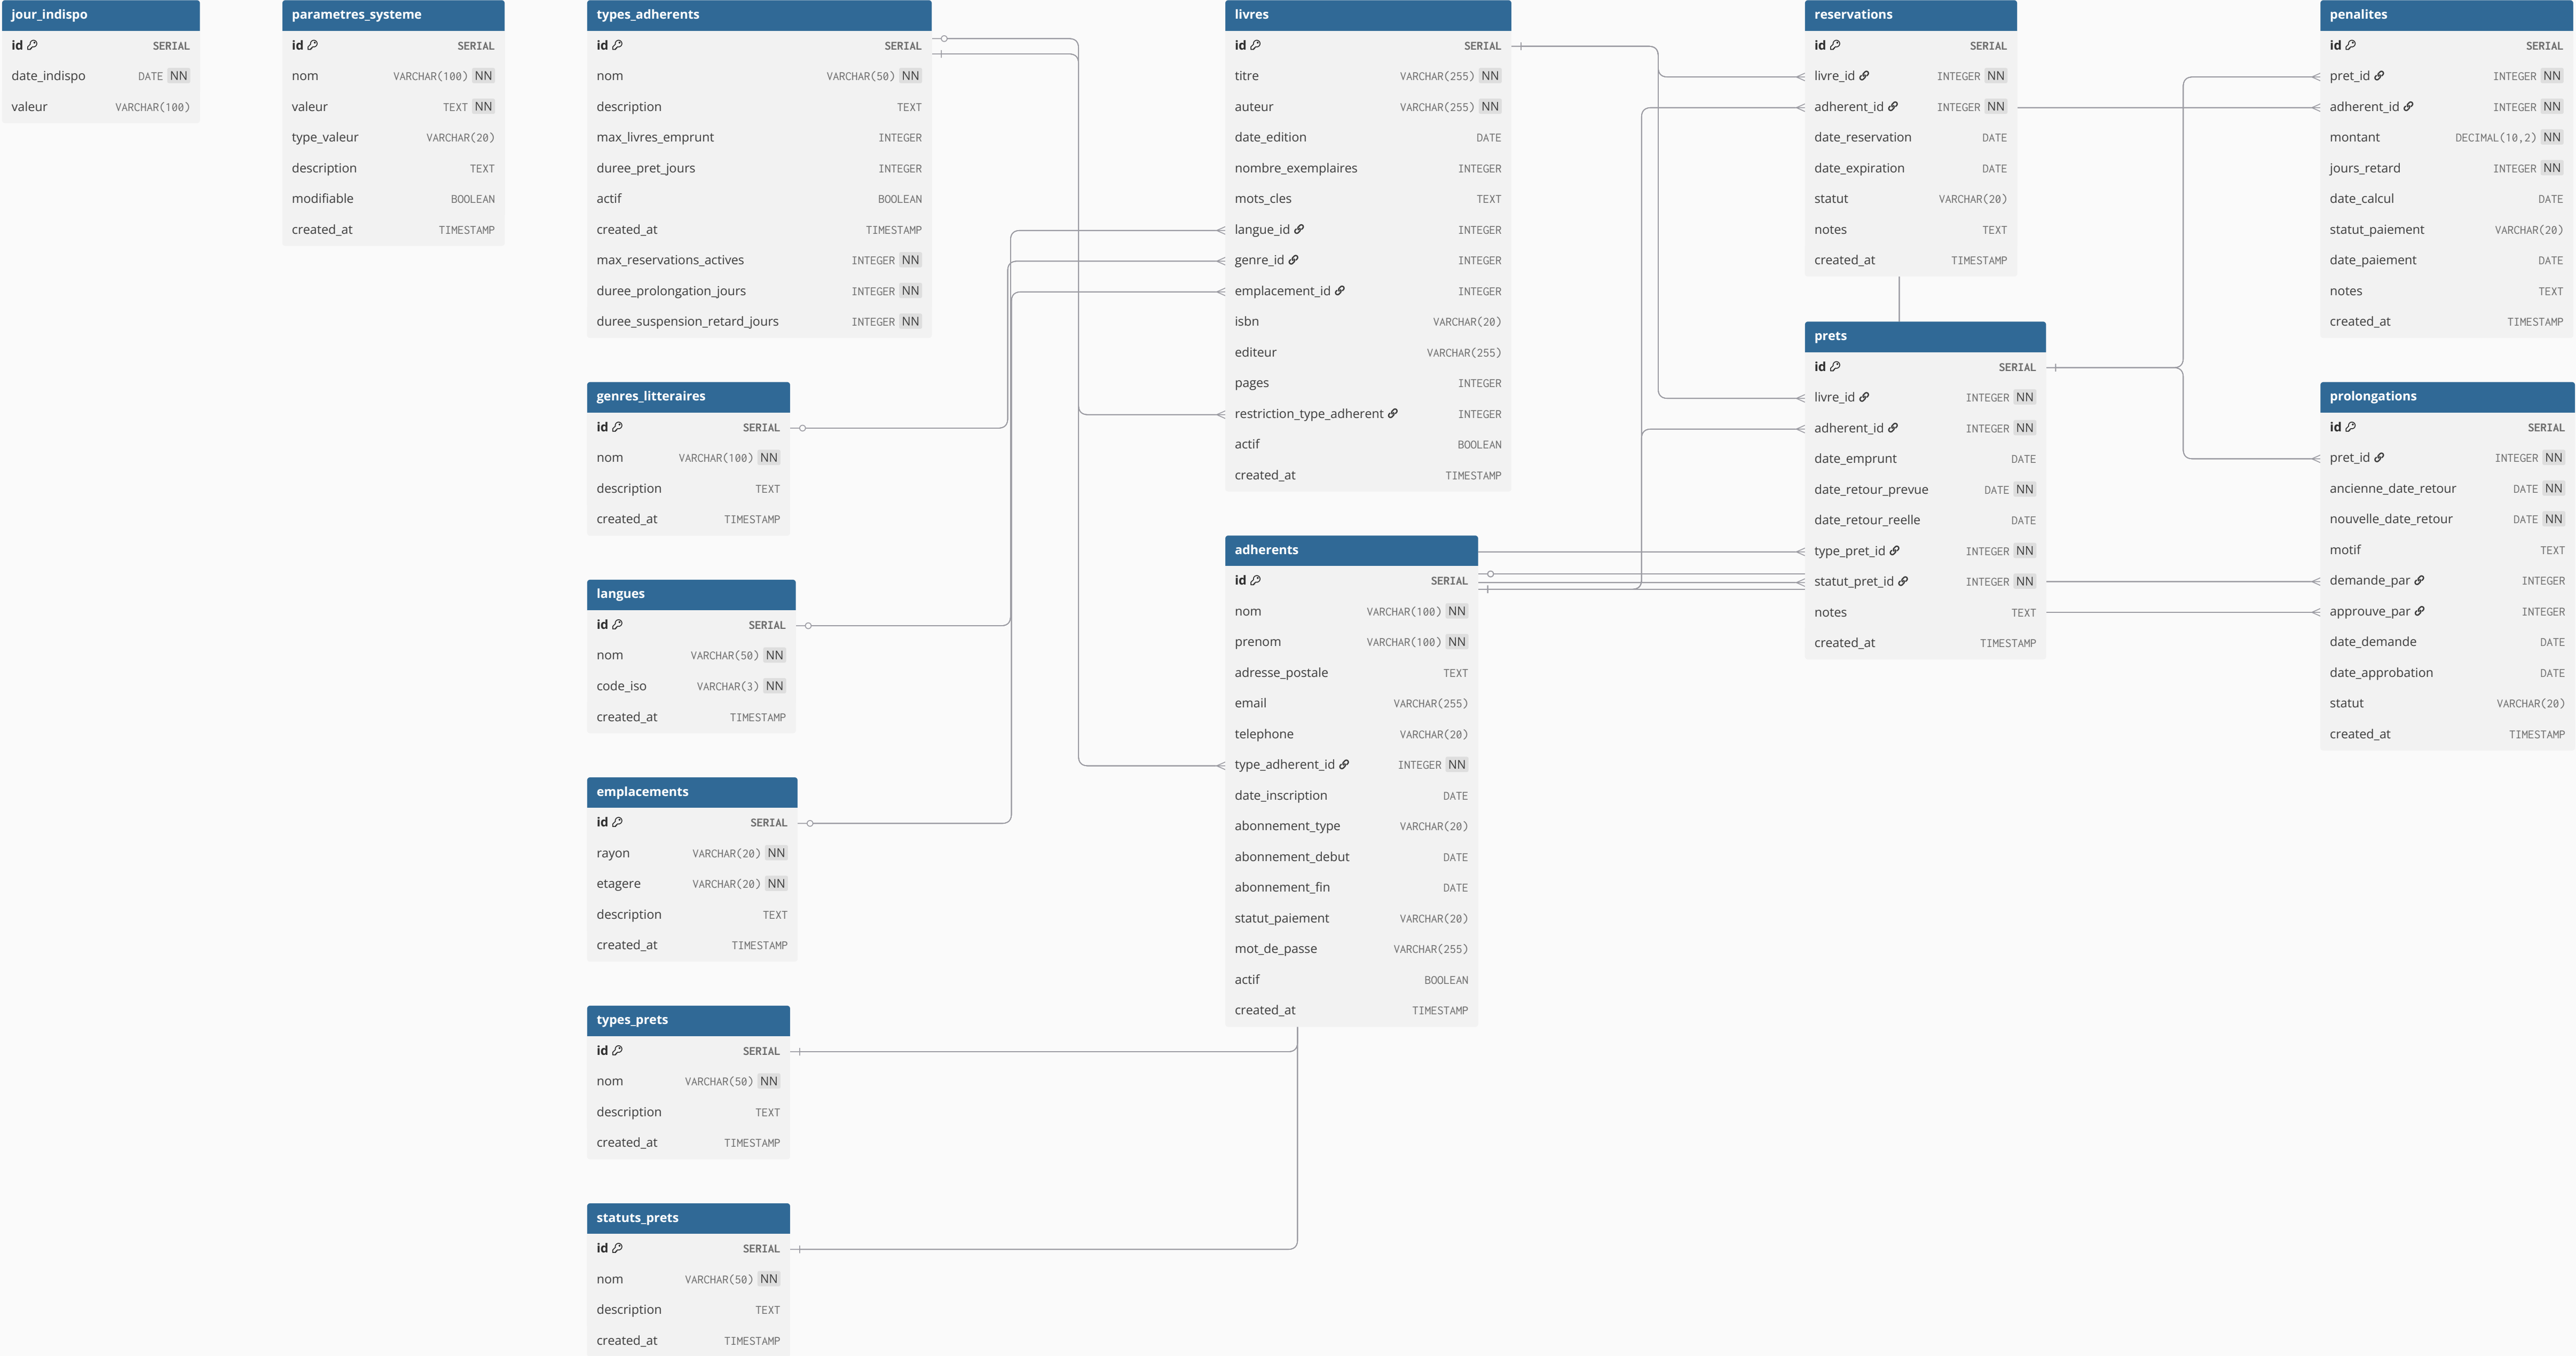 jour_indispo
id SERIAL
date_indispo DATE NN
valeur VARCHAR(100)
parametres_systeme
id SERIAL
nom VARCHAR(100) NN
valeur TEXT NN
type_valeur VARCHAR(20)
description TEXT
modifiable BOOLEAN
created_at TIMESTAMP
types_adherents
id SERIAL
nom VARCHAR(50) NN
description TEXT
max_livres_emprunt INTEGER
duree_pret_jours INTEGER
actif BOOLEAN
created_at TIMESTAMP
max_reservations_actives INTEGER NN
duree_prolongation_jours INTEGER NN
duree_suspension_retard_jours INTEGER NN
genres_litteraires
id SERIAL
nom VARCHAR(100) NN
description TEXT
created_at TIMESTAMP
langues
id SERIAL
nom VARCHAR(50) NN
code_iso VARCHAR(3) NN
created_at TIMESTAMP
emplacements
id SERIAL
rayon VARCHAR(20) NN
etagere VARCHAR(20) NN
description TEXT
created_at TIMESTAMP
types_prets
id SERIAL
nom VARCHAR(50) NN
description TEXT
created_at TIMESTAMP
statuts_prets
id SERIAL
nom VARCHAR(50) NN
description TEXT
created_at TIMESTAMP
livres
id SERIAL
titre VARCHAR(255) NN
auteur VARCHAR(255) NN
date_edition DATE
nombre_exemplaires INTEGER
mots_cles TEXT
langue_id INTEGER
genre_id INTEGER
emplacement_id INTEGER
isbn VARCHAR(20)
editeur VARCHAR(255)
pages INTEGER
restriction_type_adherent INTEGER
actif BOOLEAN
created_at TIMESTAMP
adherents
id SERIAL
nom VARCHAR(100) NN
prenom VARCHAR(100) NN
adresse_postale TEXT
email VARCHAR(255)
telephone VARCHAR(20)
type_adherent_id INTEGER NN
date_inscription DATE
abonnement_type VARCHAR(20)
abonnement_debut DATE
abonnement_fin DATE
statut_paiement VARCHAR(20)
mot_de_passe VARCHAR(255)
actif BOOLEAN
created_at TIMESTAMP
reservations
id SERIAL
livre_id INTEGER NN
adherent_id INTEGER NN
date_reservation DATE
date_expiration DATE
statut VARCHAR(20)
notes TEXT
created_at TIMESTAMP
prets
id SERIAL
livre_id INTEGER NN
adherent_id INTEGER NN
date_emprunt DATE
date_retour_prevue DATE NN
date_retour_reelle DATE
type_pret_id INTEGER NN
statut_pret_id INTEGER NN
notes TEXT
created_at TIMESTAMP
penalites
id SERIAL
pret_id INTEGER NN
adherent_id INTEGER NN
montant DECIMAL(10,2) NN
jours_retard INTEGER NN
date_calcul DATE
statut_paiement VARCHAR(20)
date_paiement DATE
notes TEXT
created_at TIMESTAMP
prolongations
id SERIAL
pret_id INTEGER NN
ancienne_date_retour DATE NN
nouvelle_date_retour DATE NN
motif TEXT
demande_par INTEGER
approuve_par INTEGER
date_demande DATE
date_approbation DATE
statut VARCHAR(20)
created_at TIMESTAMP